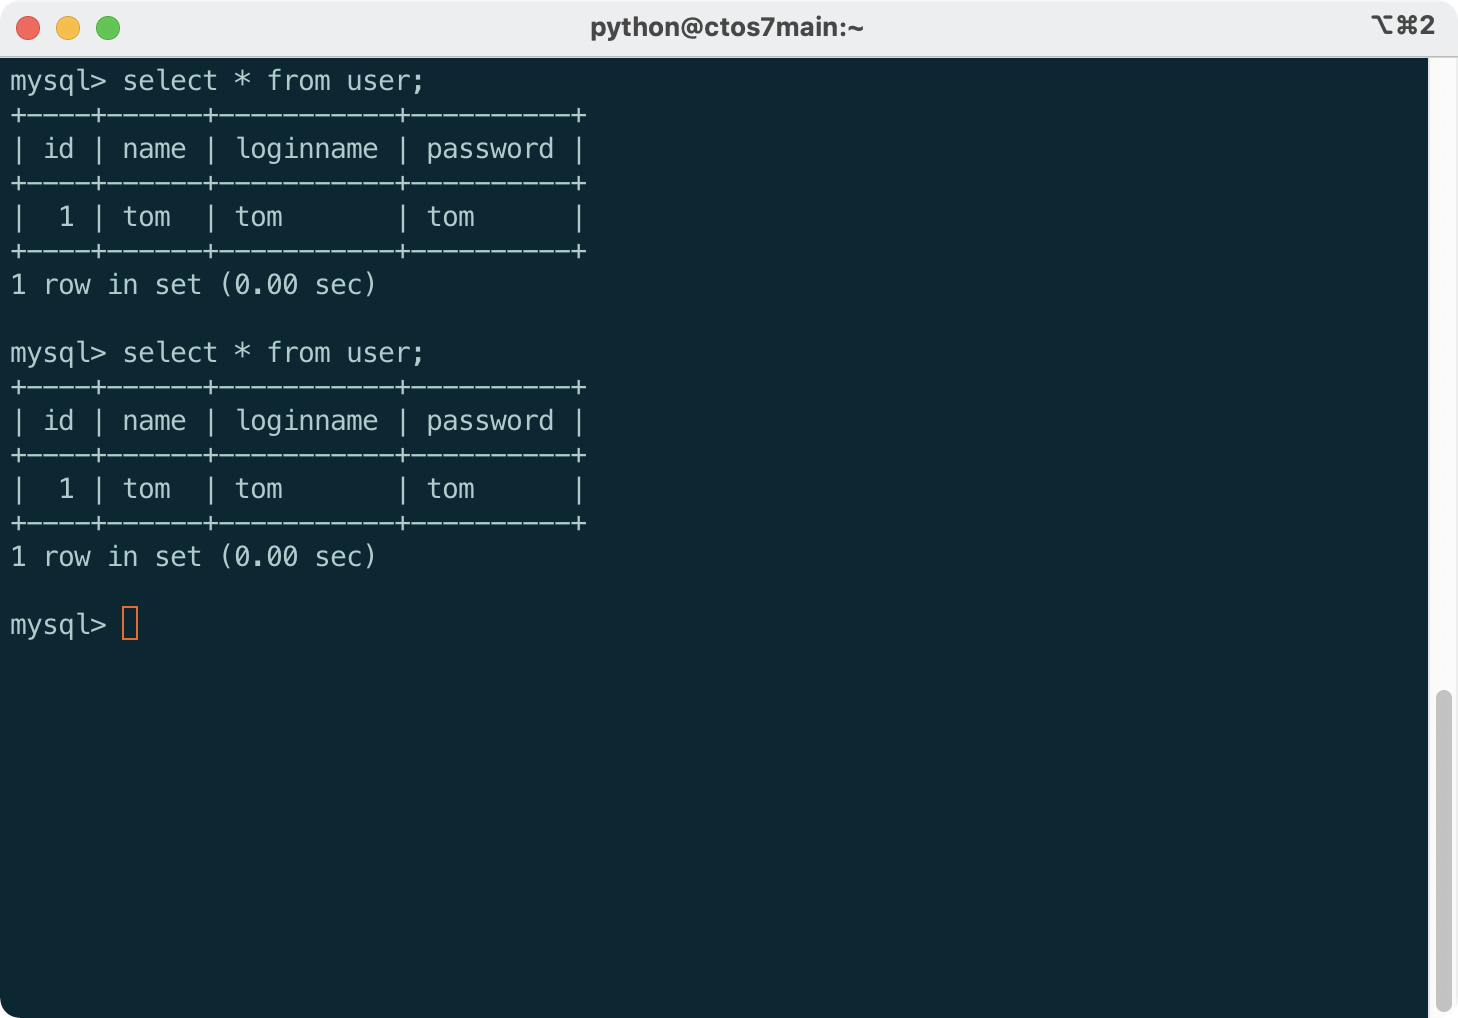 python@ctos7main:~
⌥⌘2
mysql> select * from user;
+----+------+-----------+----------+
| id | name | loginname | password |
+----+------+-----------+----------+
|  1 | tom  | tom       | tom      |
+----+------+-----------+----------+
1 row in set (0.00 sec)
mysql> select * from user;
+----+------+-----------+----------+
| id | name | loginname | password |
+----+------+-----------+----------+
|  1 | tom  | tom       | tom      |
+----+------+-----------+----------+
1 row in set (0.00 sec)
mysql>